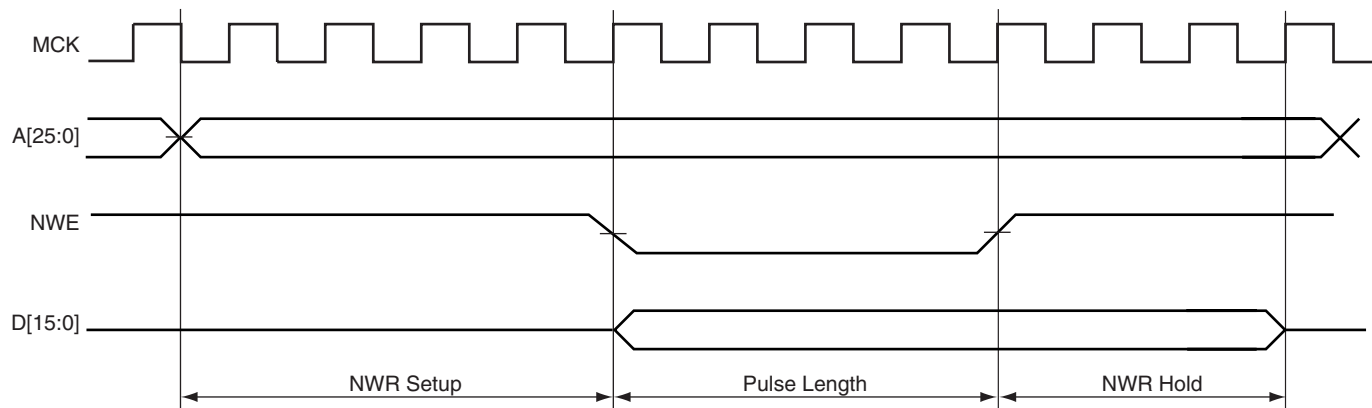 MCK
A[25:0]
NWE
D[15:0]
NWR Setup
Pulse Length
NWR Hold